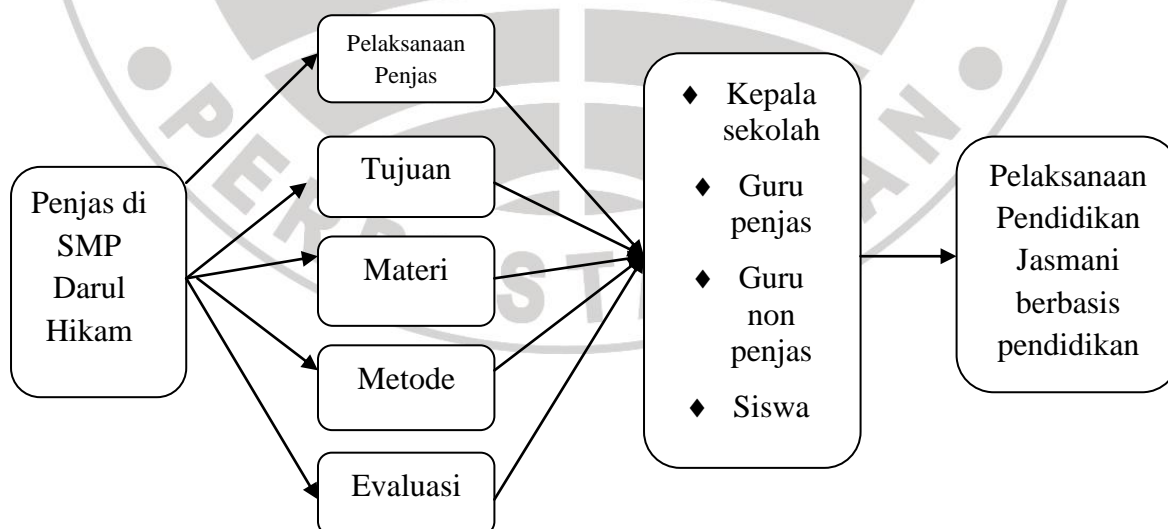 Pelaksanaan
Penjas
Penjas di
SMP
Darul
Hikam
Tujuan
Materi
Metode
Evaluasi
♦ Kepala
sekolah
♦ Guru
penjas
♦ Guru
non
penjas
♦ Siswa
Pelaksanaan
Pendidikan
Jasmani
berbasis
pendidikan